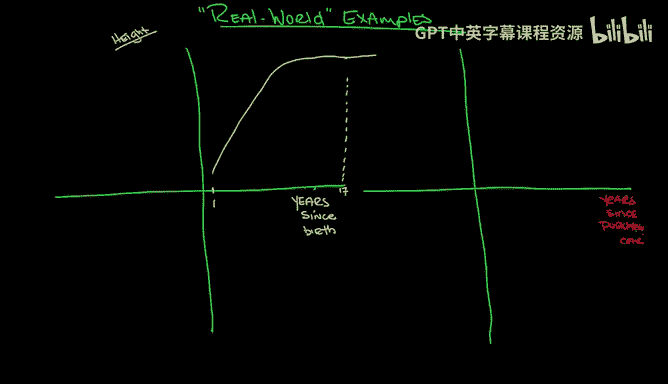 "Real-World" Examples
GPT中英字幕课程资源
bilibili
Height
1
17
YEARS
Since
birth
YEARS
SINCE